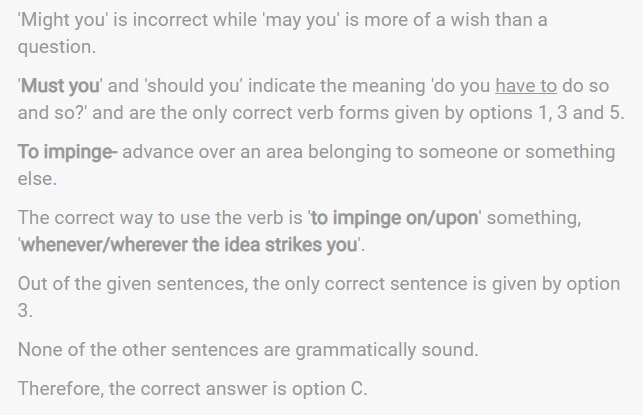 'Might you' is incorrect while 'may you' is more of a wish than a
question.
'Must you' and 'should you' indicate the meaning 'do you have to do so
and so?' and are the only correct verb forms given by options 1, 3 and 5.
To impinge- advance over an area belonging to someone or something
else.
The correct way to use the verb is 'to impinge on/upon' something,
'whenever/wherever the idea strikes you'.
Out of the given sentences, the only correct sentence is given by option
3.
None of the other sentences are grammatically sound.
Therefore, the correct answer is option C.